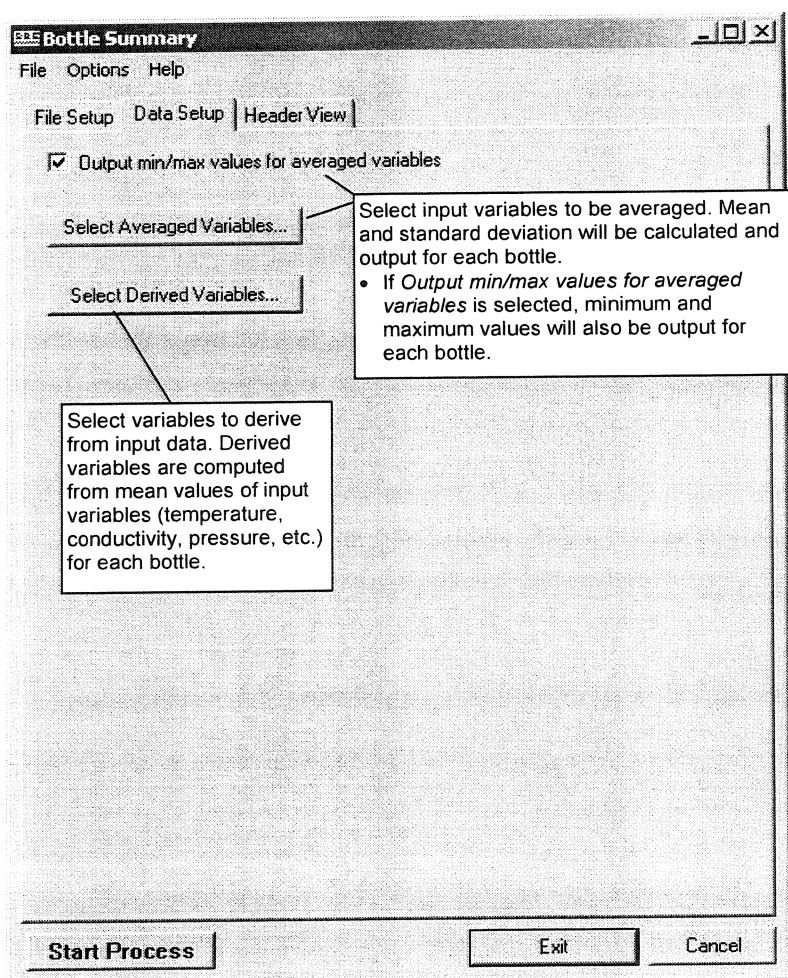 Bottle Summary
File Options Help
File Setup Data Setup Header View
Output min/max values for averaged variables
Select Averaged Variables...
Select input variables to be averaged. Mean
and standard deviation will be calculated and
output for each bottle.
• If Output min/max values for averaged
variables is selected, minimum and
maximum values will also be output for
each bottle.
Select Derived Variables...
Select variables to derive
from input data. Derived
variables are computed
from mean values of input
variables (temperature,
conductivity, pressure, etc.)
for each bottle.
Start Process Exit Cancel